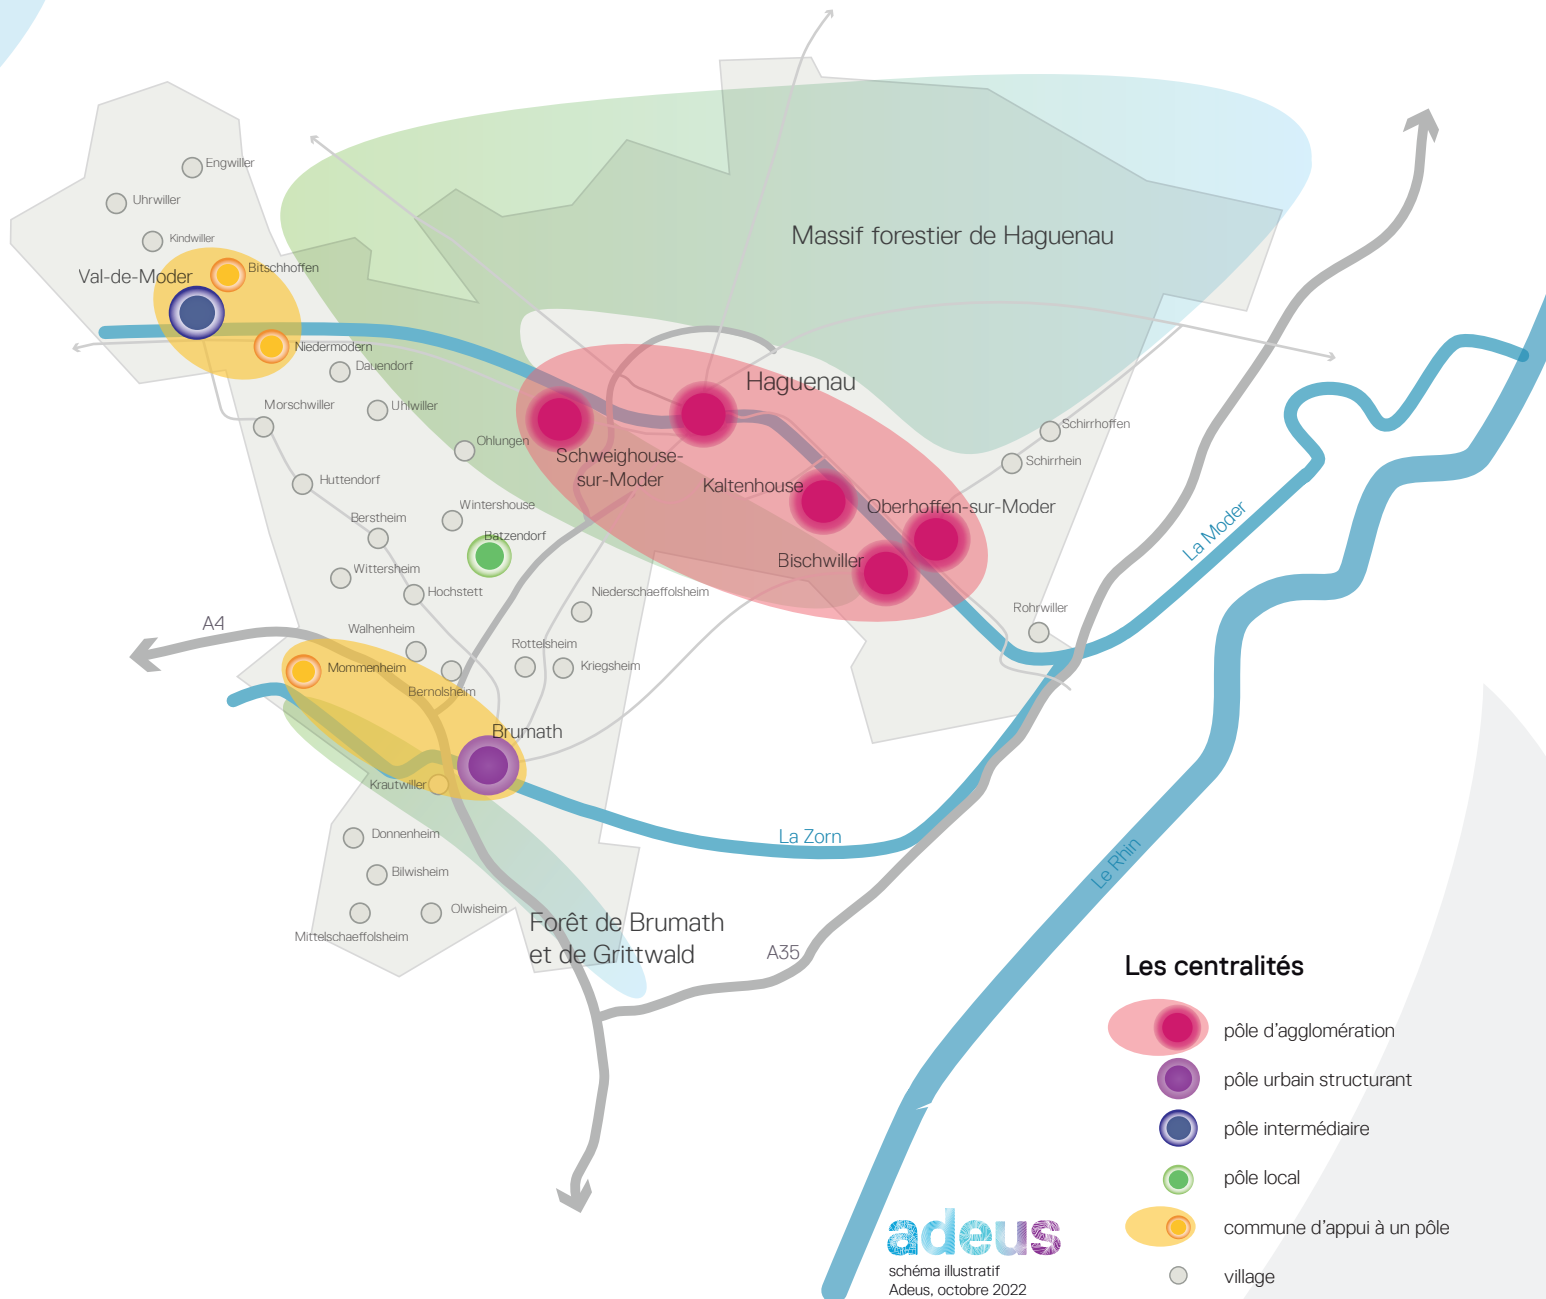 Engwiller
Uhrwiller
Kindwiller
Massif forestier de Haguenau
Bitschhoffen
Val-de-Moder
Niedermodern
Dauendorf
Haguenau
Morschwiller
Uhlwiller
Schirrhoffen
Ohlungen
Schweighouse-
sur-Moder
Schirrhein
Huttendorf
Kaltenhouse
Wintershouse
Oberhoffen-sur-Moder
Berstheim
La Moder
Batzendorf
Bischwiller
Wittersheim
Hochstett
Niederschaeffolsheim
Rohrwiller
A4
Walhenheim
Rottelsheim
Mommenheim
Kriegsheim
Bernolsheim
Brumath
Krautwiller
Donnenheim
La Zorn
Le Rhin
Bilwisheim
Olwisheim
Mittelschaeffolsheim
Forêt de Brumath
et de Grittwald
A35
Les centralités
pôle d'agglomération
pôle urbain structurant
pôle intermédiaire
pôle local
commune d'appui à un pôle
village
adeus
schéma illustratif
Adeus, octobre 2022